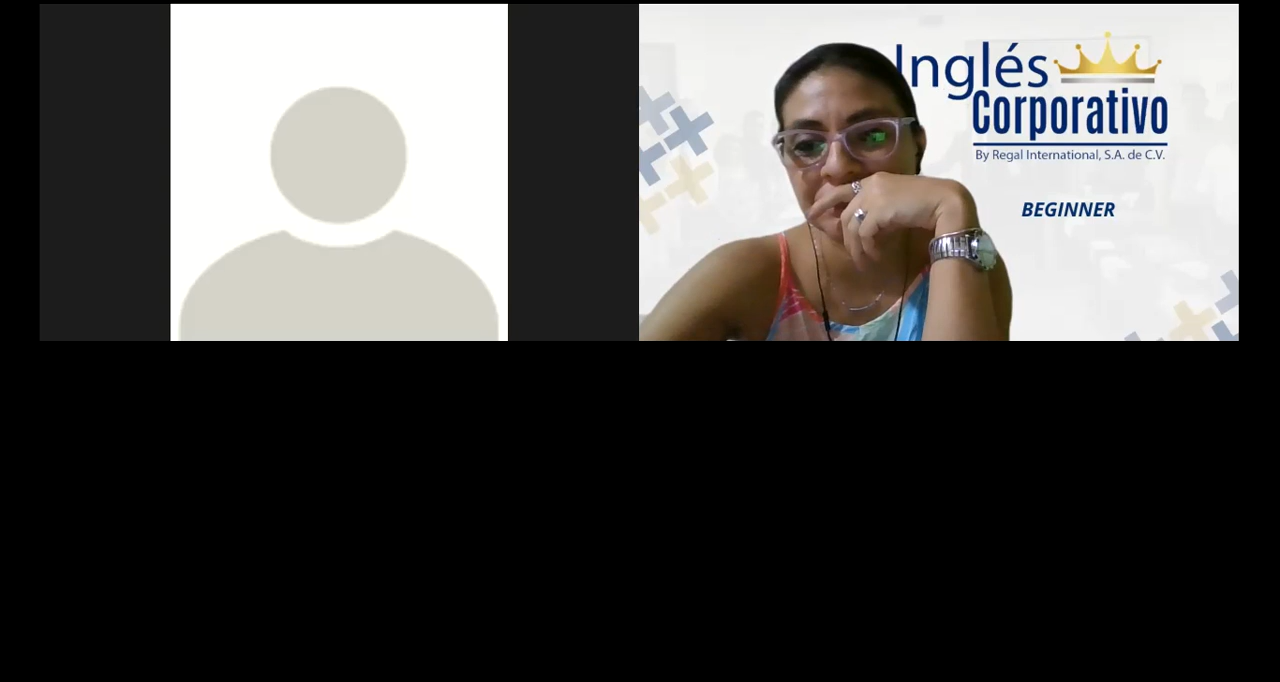 Inglés
Corporativo
By Regal International, S.A. de C.V.
BEGINNER